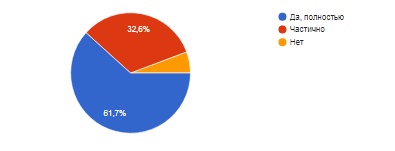 Да, полностью
32,6%
Частично
Нет
61,7%